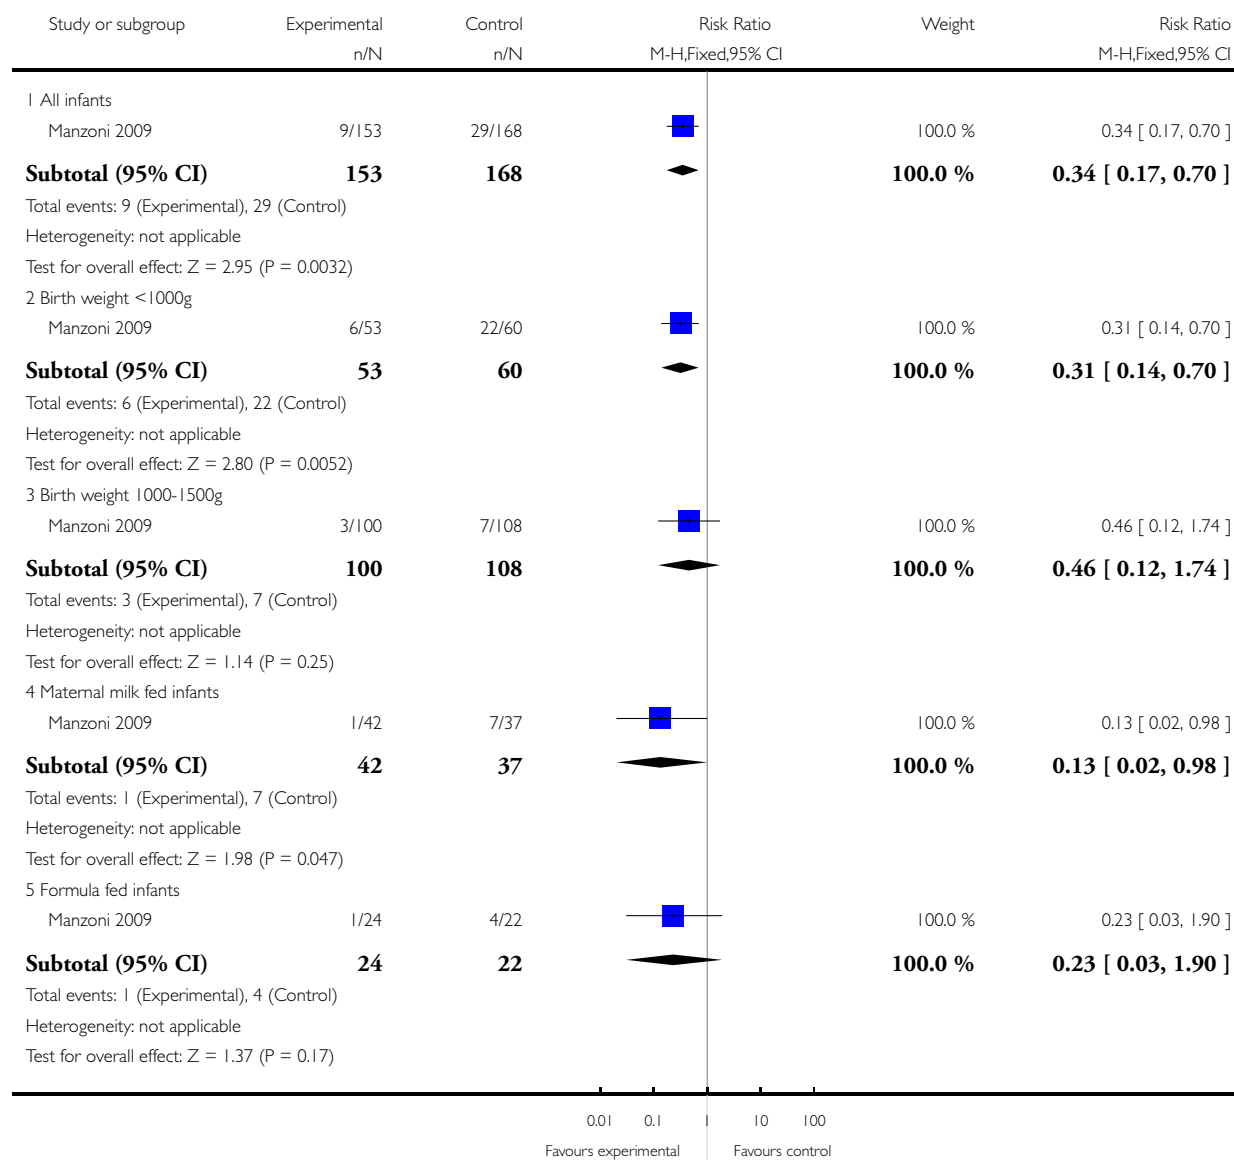 Study or subgroup Experimental Control Risk Ratio Weight Risk Ratio
n/N n/N M-H,Fixed,95% CI M-H,Fixed,95% CI
1 All infants
Manzoni 2009 9/153 29/168 100.0 % 0.34 [ 0.17, 0.70 ]
Subtotal (95% CI) 153 168 100.0 % 0.34 [ 0.17, 0.70 ]
Total events: 9 (Experimental), 29 (Control)
Heterogeneity: not applicable
Test for overall effect: Z = 2.95 (P = 0.0032)
2 Birth weight <1000g
Manzoni 2009 6/53 22/60 100.0 % 0.31 [ 0.14, 0.70 ]
Subtotal (95% CI) 53 60 100.0 % 0.31 [ 0.14, 0.70 ]
Total events: 6 (Experimental), 22 (Control)
Heterogeneity: not applicable
Test for overall effect: Z = 2.80 (P = 0.0052)
3 Birth weight 1000-1500g
Manzoni 2009 3/100 7/108 100.0 % 0.46 [ 0.12, 1.74 ]
Subtotal (95% CI) 100 108 100.0 % 0.46 [ 0.12, 1.74 ]
Total events: 3 (Experimental), 7 (Control)
Heterogeneity: not applicable
Test for overall effect: Z = 1.14 (P = 0.25)
4 Maternal milk fed infants
Manzoni 2009 1/42 7/37 100.0 % 0.13 [ 0.02, 0.98 ]
Subtotal (95% CI) 42 37 100.0 % 0.13 [ 0.02, 0.98 ]
Total events: 1 (Experimental), 7 (Control)
Heterogeneity: not applicable
Test for overall effect: Z = 1.98 (P = 0.047)
5 Formula fed infants
Manzoni 2009 1/24 4/22 100.0 % 0.23 [ 0.03, 1.90 ]
Subtotal (95% CI) 24 22 100.0 % 0.23 [ 0.03, 1.90 ]
Total events: 1 (Experimental), 4 (Control)
Heterogeneity: not applicable
Test for overall effect: Z = 1.37 (P = 0.17)
0.01 0.1 1 10 100
Favours experimental Favours control